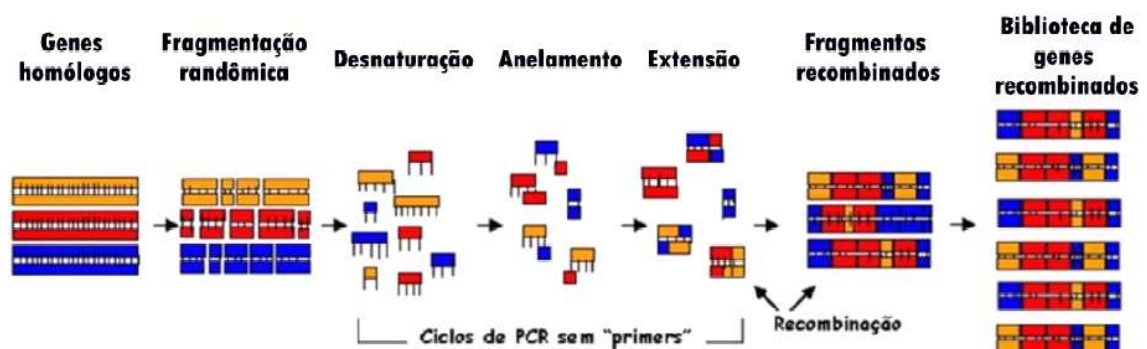 Genes
homólogos
Fragmentação
randômica
Desnaturação
Anelamento
Extensão
Fragmentos
recombinados
Biblioteca de
genes
recombinados
Ciclos de PCR sem "primers"
Recombinação